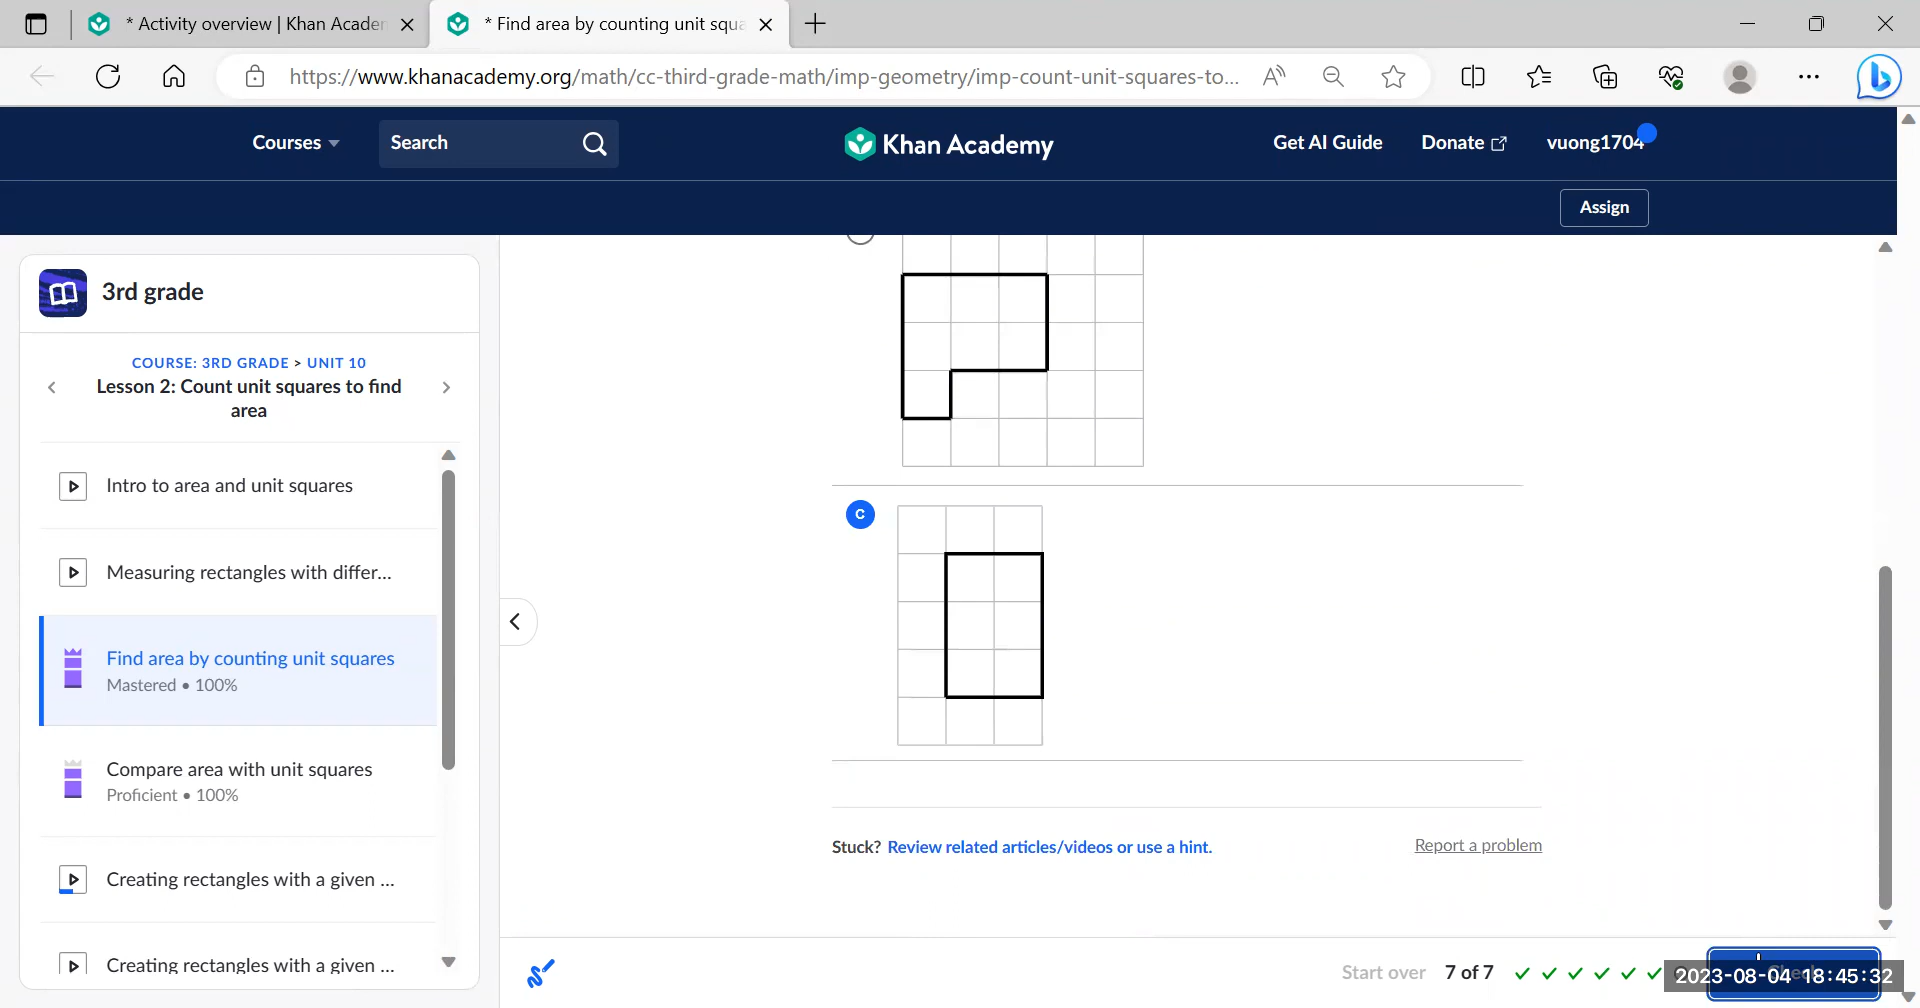 * Activity overview | Khan Acade
* Find area by counting unit squa
https://www.khanacademy.org/math/cc-third-grade-math/imp-geometry/imp-count-unit-squares-to...
Courses
Search
Khan Academy
Get AI Guide
Donate
vuong1704
Assign
3rd grade
COURSE: 3RD GRADE > UNIT 10
Lesson 2: Count unit squares to find
area
Intro to area and unit squares
Measuring rectangles with differ...
Find area by counting unit squares
Mastered • 100%
Compare area with unit squares
Proficient • 100%
Creating rectangles with a given ...
Creating rectangles with a given ...
C
Stuck? Review related articles/videos or use a hint.
Report a problem
Start over
7 of 7
2023-08-04 18:45:32